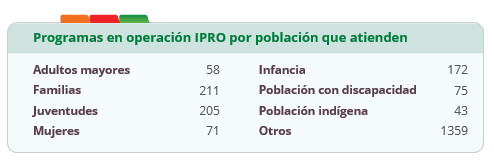 Programas en operación IPRO por población que atienden
Adultos mayores 58
Familias 211
Juventudes 205
Mujeres 71
Infancia 172
Población con discapacidad 75
Población indígena 43
Otros 1359